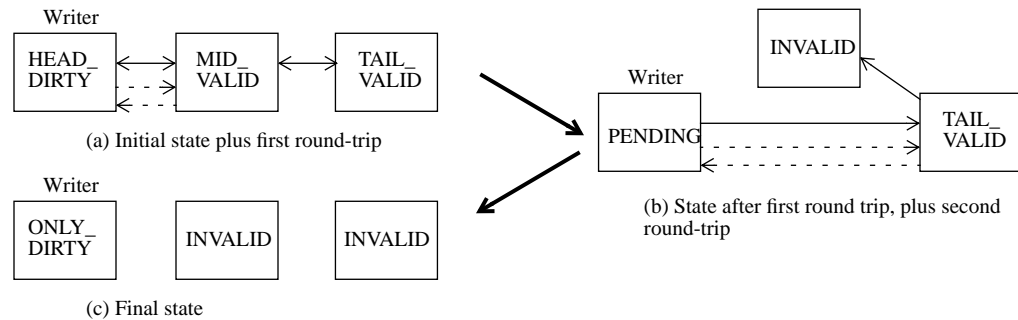 Writer
HEAD_
DIRTY
MID_
VALID
TAIL_
VALID
(a) Initial state plus first round-trip
INVALID
Writer
PENDING
TAIL_
VALID
(b) State after first round trip, plus second
round-trip
Writer
ONLY_
DIRTY
INVALID
INVALID
(c) Final state